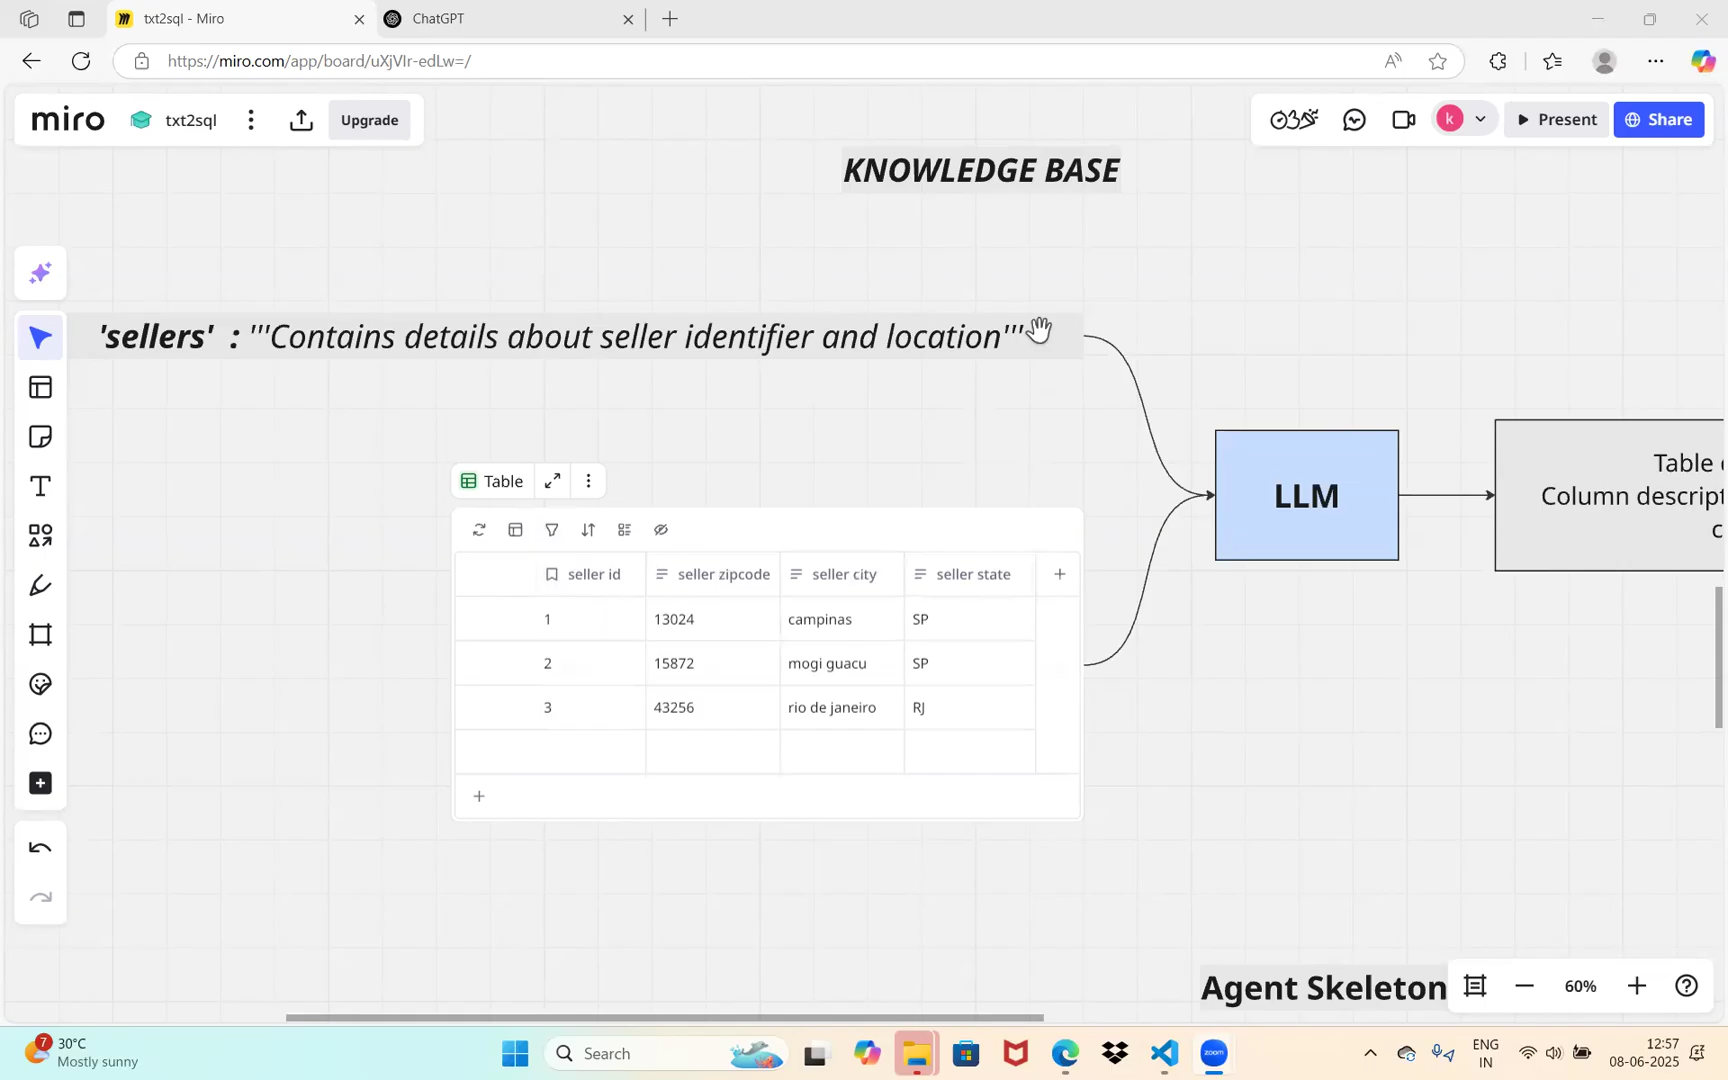 txt2sql - Miro
ChatGPT
https://miro.com/app/board/uXjVIr-edLw=/
miro
txt2sql
Upgrade
k
Present
Share
KNOWLEDGE BASE
'sellers' : '''Contains details about seller identifier and location'''
LLM
Table
Column descript
c
Table
seller id
seller zipcode
seller city
seller state
1
13024
campinas
SP
2
15872
mogi guacu
SP
3
43256
rio de janeiro
RJ
Agent Skeleton
60%
7
30°C
Mostly sunny
Search
zoom
ENG
IN
12:57
08-06-2025